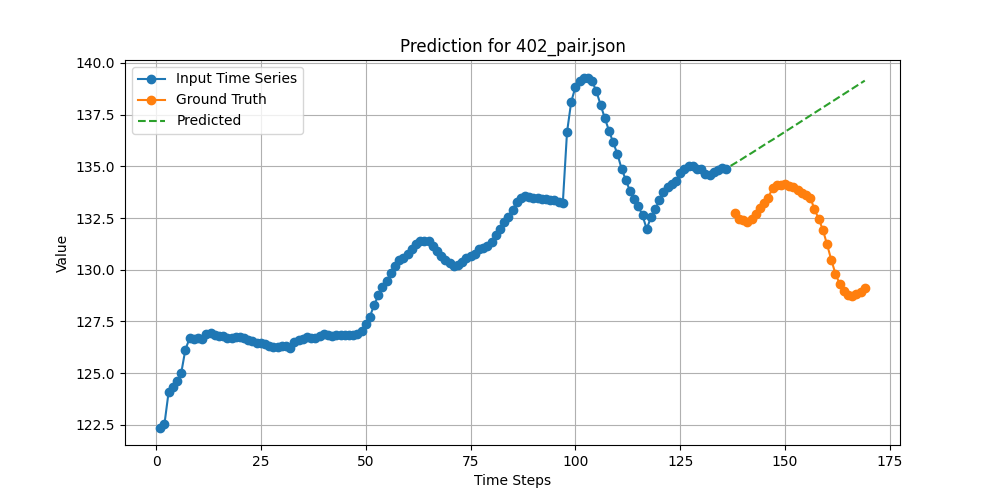 Prediction for 402_pair.json
Input Time Series
Ground Truth
Predicted
Value
140.0
137.5
135.0
132.5
130.0
127.5
125.0
122.5
0 25 50 75 100 125 150 175
Time Steps